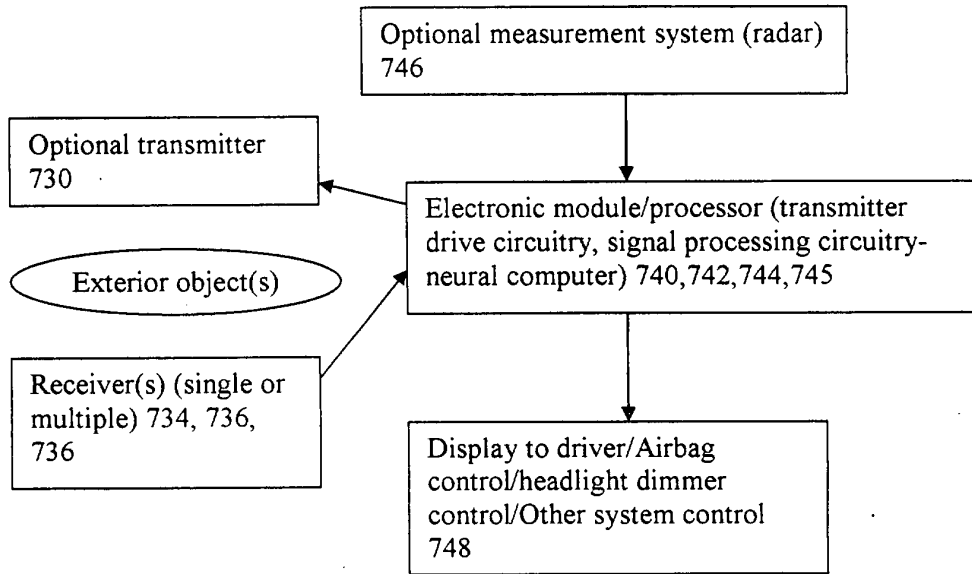 Optional measurement system (radar)
746
Optional transmitter
730
Electronic module/processor (transmitter
drive circuitry, signal processing circuitry-
neural computer) 740,742,744,745
Exterior object(s)
Receiver(s) (single or
multiple) 734, 736,
736
Display to driver/Airbag
control/headlight dimmer
control/Other system control
748